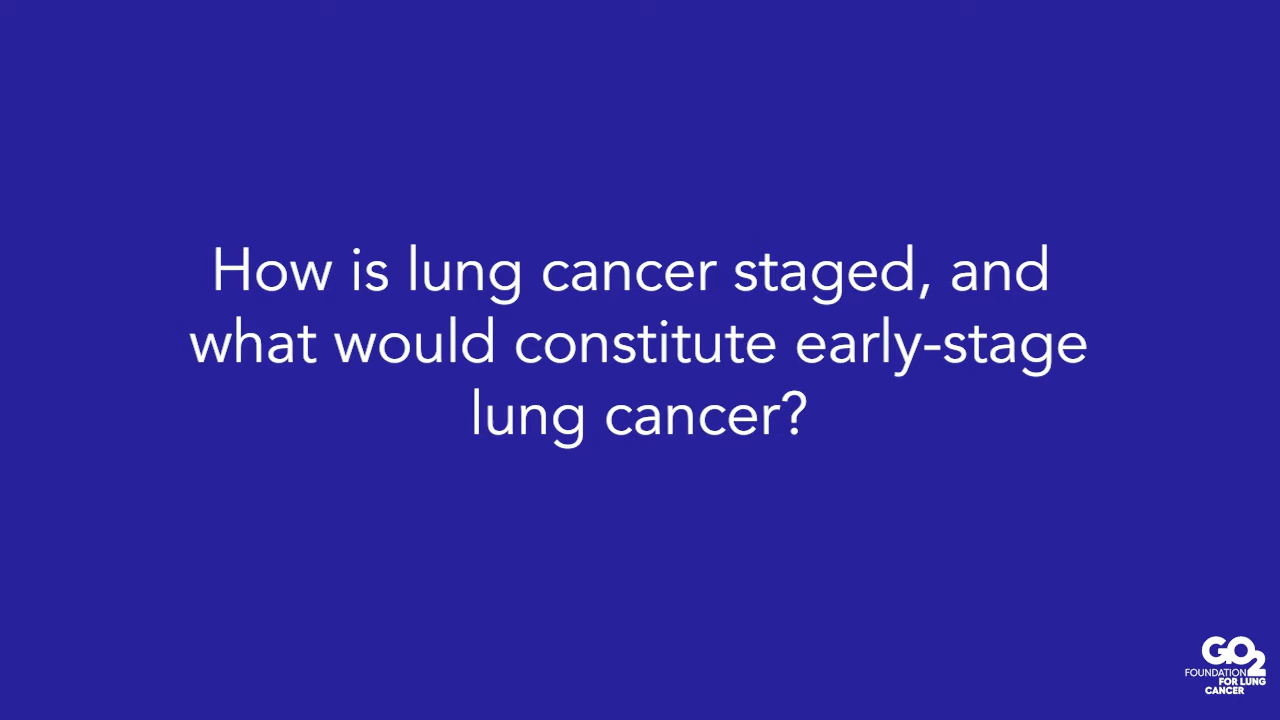 How is lung cancer staged, and
what would constitute early-stage
lung cancer?
GO2
FOUNDATION
FOR LUNG
CANCER